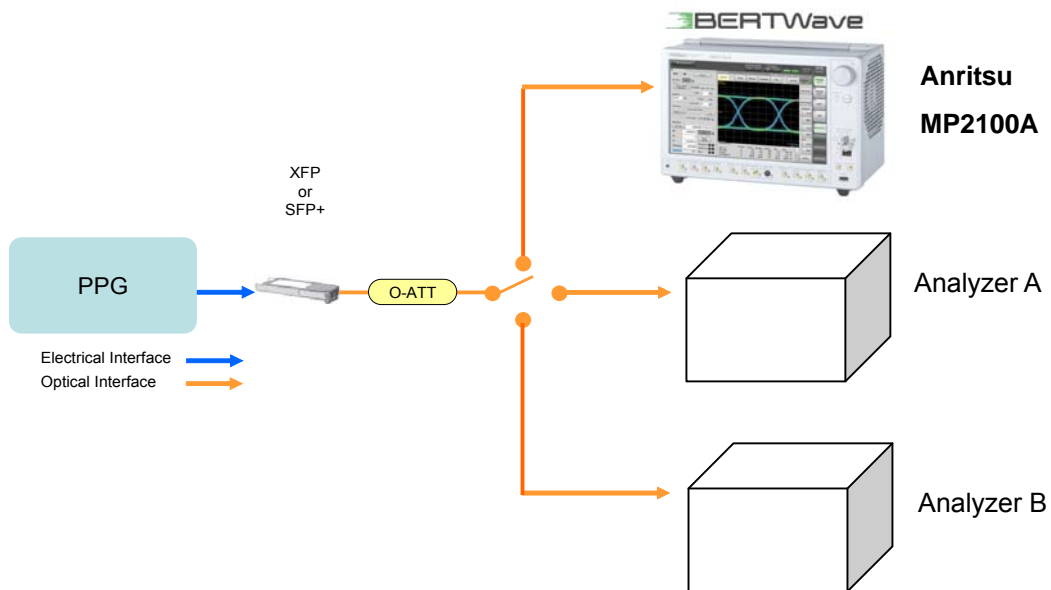 BERTWave
Anritsu
MP2100A
XFP
or
SFP+
PPG
O-ATT
Analyzer A
Electrical Interface
Optical Interface
Analyzer B